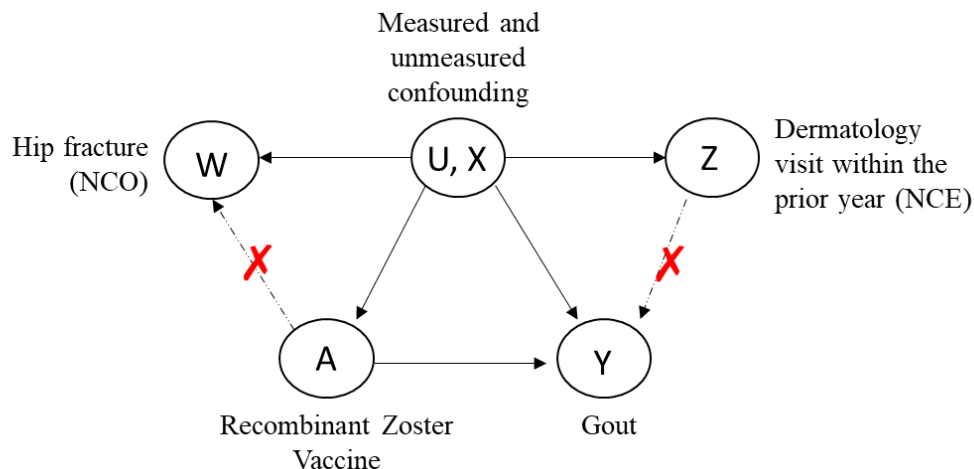 Measured and
unmeasured
confounding
Hip fracture
(NCO)
W
U, X
Z
Dermatology
visit within the
prior year (NCE)
✗
✗
A
Y
Recombinant Zoster
Vaccine
Gout